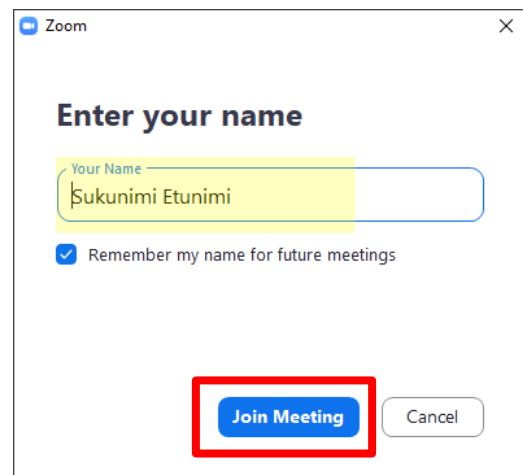 Zoom
Enter your name
Your Name
Sukunimi Etunimi
Remember my name for future meetings
Join Meeting Cancel